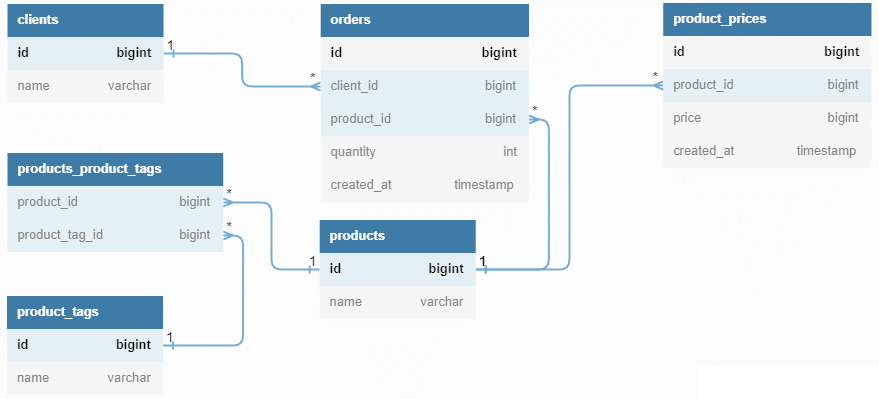 clients
id bigint
name varchar
1
*
orders
id bigint
client_id bigint
product_id bigint
quantity int
created_at timestamp
*
product_prices
id bigint
product_id bigint
price bigint
created_at timestamp
*
products_product_tags
product_id bigint
product_tag_id bigint
*
*
products
id bigint
name varchar
1
1
product_tags
id bigint
name varchar
1